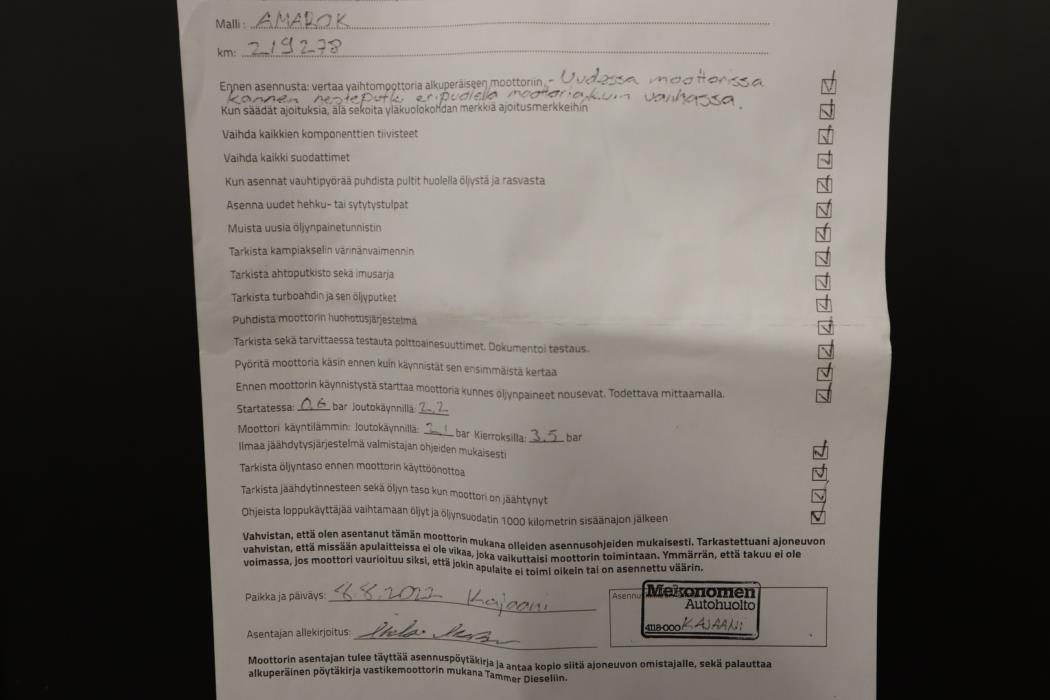 Malli: AMAROK
km: 219278
Ennen asennusta: vertaa vaihtomoottoria alkuperäiseen moottoriin. - Uudessa moottorissa
kannen nesteputki eripuolella moottoria, kuin vanhassa.
Kun säädät ajoituksia, älä sekoita yläkuolokohdan merkkiä ajoitusmerkkeihin
Vaihda kaikkien komponenttien tiivisteet
Vaihda kaikki suodattimet
Kun asennat vauhtipyörää puhdista pultit huolella öljystä ja rasvasta
Asenna uudet hehku- tai sytytystulpat
Muista uusia öljynpainetunnistin
Tarkista kampiakselin värinänvaimennin
Tarkista ahtoputkisto sekä imusarja
Tarkista turboahdin ja sen öljyputket
Puhdista moottorin huohotusjärjestelmä
Tarkista sekä tarvittaessa testauta polttoainesuuttimet. Dokumentoi testaus.
Pyöritä moottoria käsin ennen kuin käynnistät sen ensimmäistä kertaa
Ennen moottorin käynnistystä starttaa moottoria kunnes öljynpaineet nousevat. Todettava mittaamalla.
Startatessa: 0.6 bar Joutokäynnillä: 2.2
Moottori käyntilämmin: Joutokäynnillä: 2.1 bar Kierroksilla: 3.5 bar
Ilmaa jäähdytysjärjestelmä valmistajan ohjeiden mukaisesti
Tarkista öljyntaso ennen moottorin käyttöönottoa
Tarkista jäähdytinnesteen sekä öljyn taso kun moottori on jäähtynyt
Ohjeista loppukäyttäjää vaihtamaan öljyt ja öljynsuodatin 1000 kilometrin sisäänajon jälkeen
Vahvistan, että olen asentanut tämän moottorin mukana olleiden asennusohjeiden mukaisesti. Tarkastettuani ajoneuvon
vahvistan, että missään apulaitteissa ei ole vikaa, joka vaikuttaisi moottorin toimintaan. Ymmärrän, että takuu ei ole
voimassa, jos moottori vaurioituu siksi, että jokin apulaite ei toimi oikein tai on asennettu väärin.
Paikka ja päiväys: 8.8.2022 Kajaani
Asennu
Mekonomen
Autohuolto
4118-000 KAJAANI
Asentajan allekirjoitus:
Moottorin asentajan tulee täyttää asennuspöytäkirja ja antaa kopio siitä ajoneuvon omistajalle, sekä palauttaa
alkuperäinen pöytäkirja vastikemoottorin mukana Tammer Dieseliin.